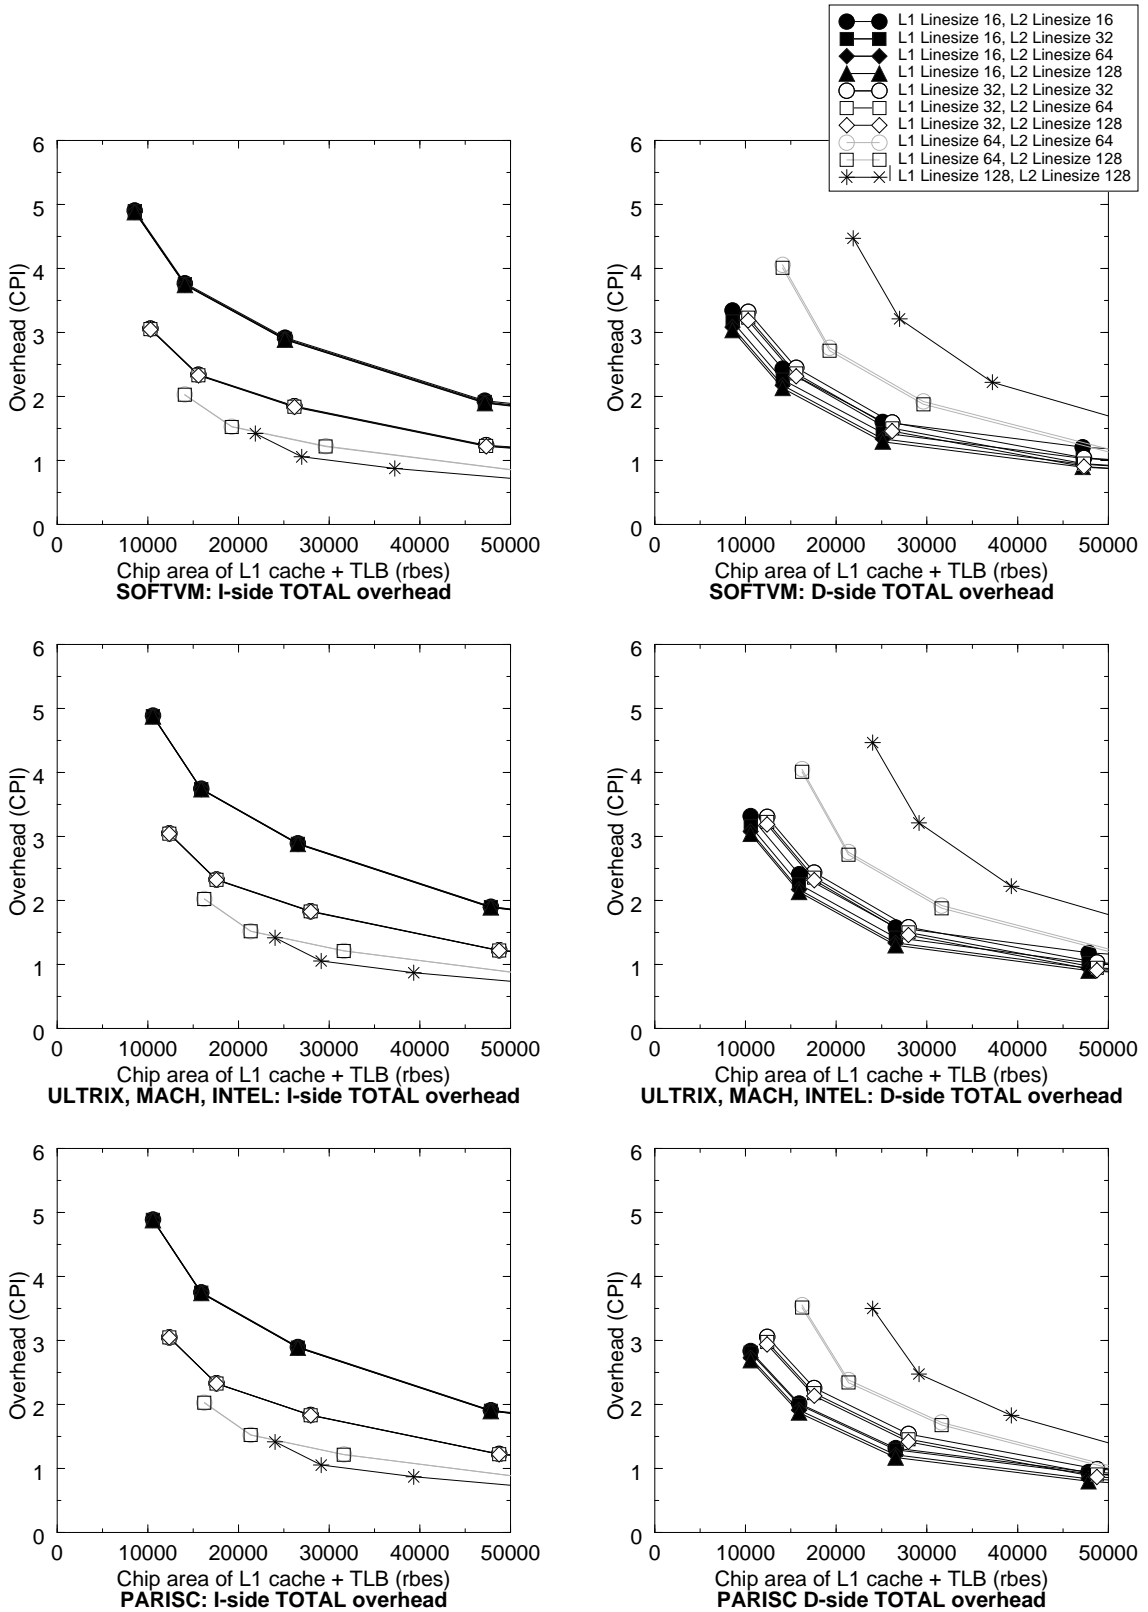 L1 Linesize 16, L2 Linesize 16
L1 Linesize 16, L2 Linesize 32
L1 Linesize 16, L2 Linesize 64
L1 Linesize 16, L2 Linesize 128
L1 Linesize 32, L2 Linesize 32
L1 Linesize 32, L2 Linesize 64
L1 Linesize 32, L2 Linesize 128
L1 Linesize 64, L2 Linesize 64
L1 Linesize 64, L2 Linesize 128
L1 Linesize 128, L2 Linesize 128
6
5
4
3
2
1
0
Overhead (CPI)
0 10000 20000 30000 40000 50000
Chip area of L1 cache + TLB (rbes)
SOFTVM: I-side TOTAL overhead
6
5
4
3
2
1
0
Overhead (CPI)
0 10000 20000 30000 40000 50000
Chip area of L1 cache + TLB (rbes)
SOFTVM: D-side TOTAL overhead
6
5
4
3
2
1
0
Overhead (CPI)
0 10000 20000 30000 40000 50000
Chip area of L1 cache + TLB (rbes)
ULTRIX, MACH, INTEL: I-side TOTAL overhead
6
5
4
3
2
1
0
Overhead (CPI)
0 10000 20000 30000 40000 50000
Chip area of L1 cache + TLB (rbes)
ULTRIX, MACH, INTEL: D-side TOTAL overhead
6
5
4
3
2
1
0
Overhead (CPI)
0 10000 20000 30000 40000 50000
Chip area of L1 cache + TLB (rbes)
PARISC: I-side TOTAL overhead
6
5
4
3
2
1
0
Overhead (CPI)
0 10000 20000 30000 40000 50000
Chip area of L1 cache + TLB (rbes)
PARISC D-side TOTAL overhead